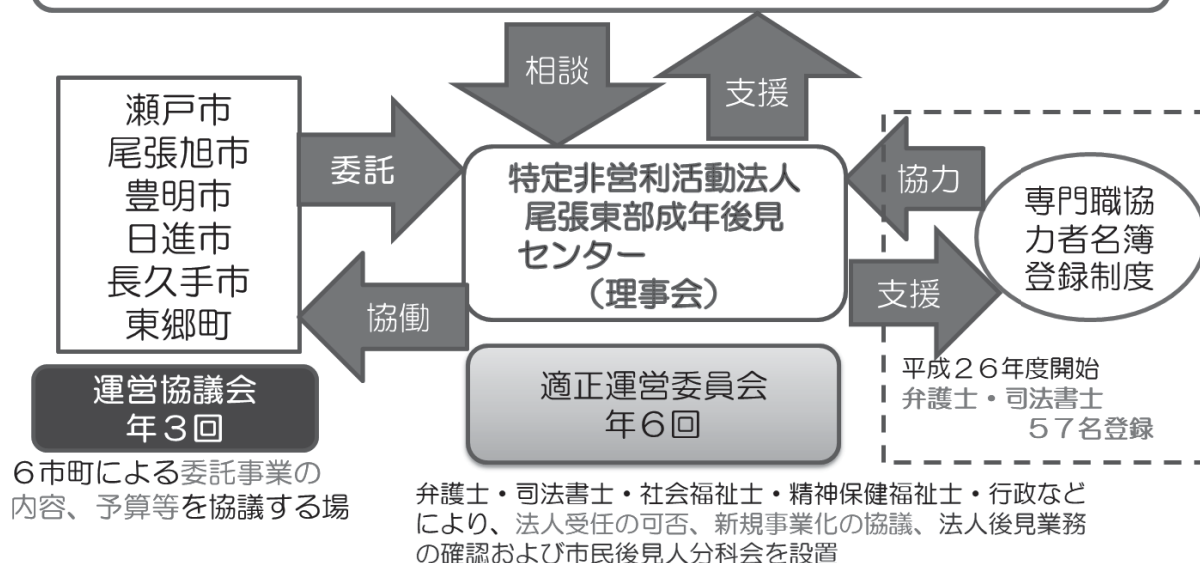 相談
支援
瀬戸市
尾張旭市
豊明市
日進市
長久手市
東郷町
委託
協働
特定非営利活動法人
尾張東部成年後見
センター
（理事会）
協力
支援
専門職協
力者名簿
登録制度
運営協議会
年３回
６市町による委託事業の
内容、予算等を協議する場
適正運営委員会
年６回
弁護士・司法書士・社会福祉士・精神保健福祉士・行政など
により、法人受任の可否、新規事業化の協議、法人後見業務
の確認および市民後見人分科会を設置
平成２６年度開始
弁護士・司法書士
５７名登録